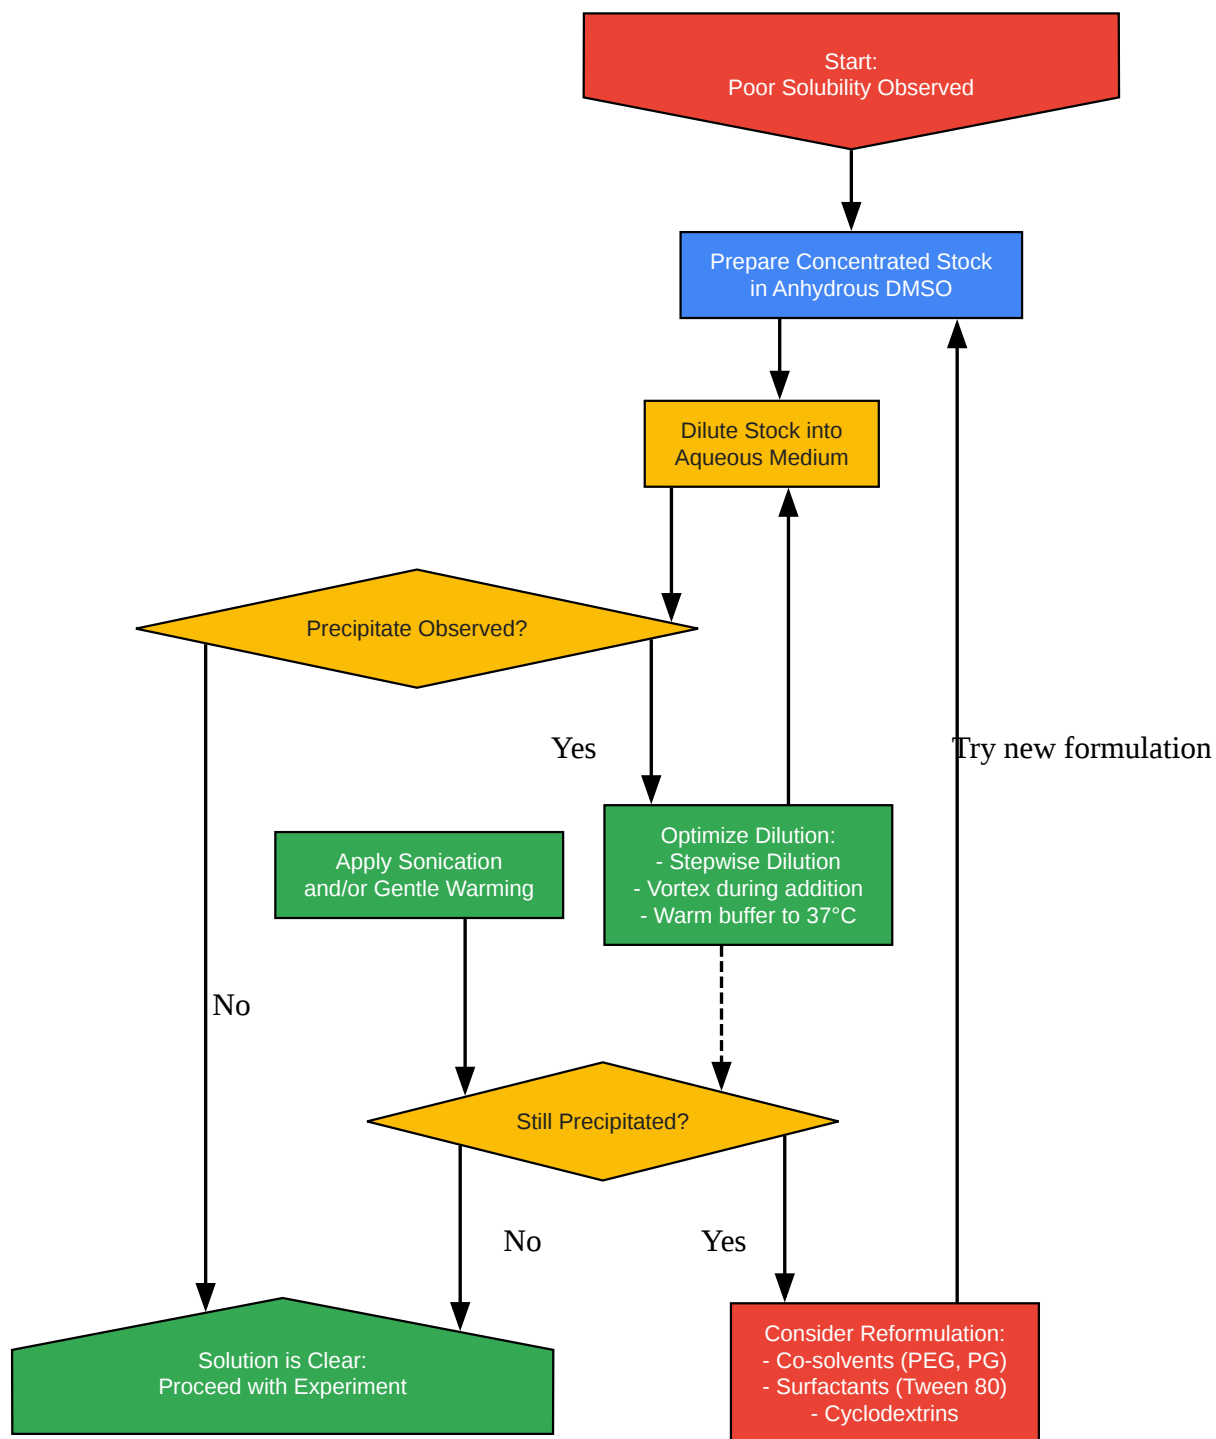 Start:
Poor Solubility Observed
Prepare Concentrated Stock
in Anhydrous DMSO
Dilute Stock into
Aqueous Medium
Precipitate Observed?
Yes
Try new formulation
Optimize Dilution:
- Stepwise Dilution
- Vortex during addition
- Warm buffer to 37°C
Apply Sonication
and/or Gentle Warming
No
Still Precipitated?
No
Yes
Solution is Clear:
Proceed with Experiment
Consider Reformulation:
- Co-solvents (PEG, PG)
- Surfactants (Tween 80)
- Cyclodextrins